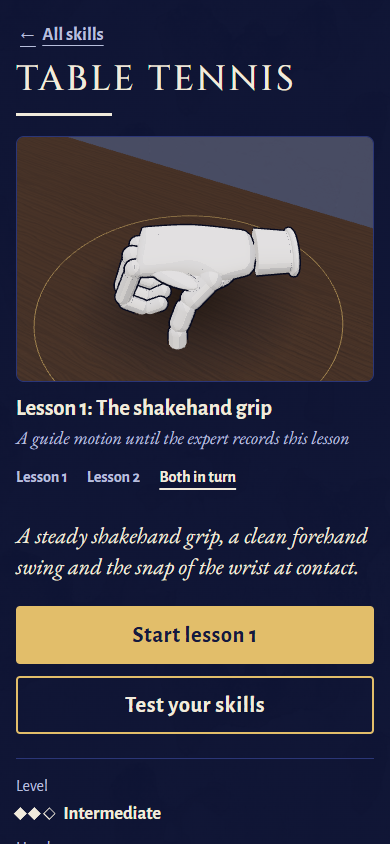 ← All skills
TABLE TENNIS
Lesson 1: The shakehand grip
A guide motion until the expert records this lesson
Lesson 1 Lesson 2 Both in turn
A steady shakehand grip, a clean forehand
swing and the snap of the wrist at contact.
Start lesson 1
Test your skills
Level
Intermediate